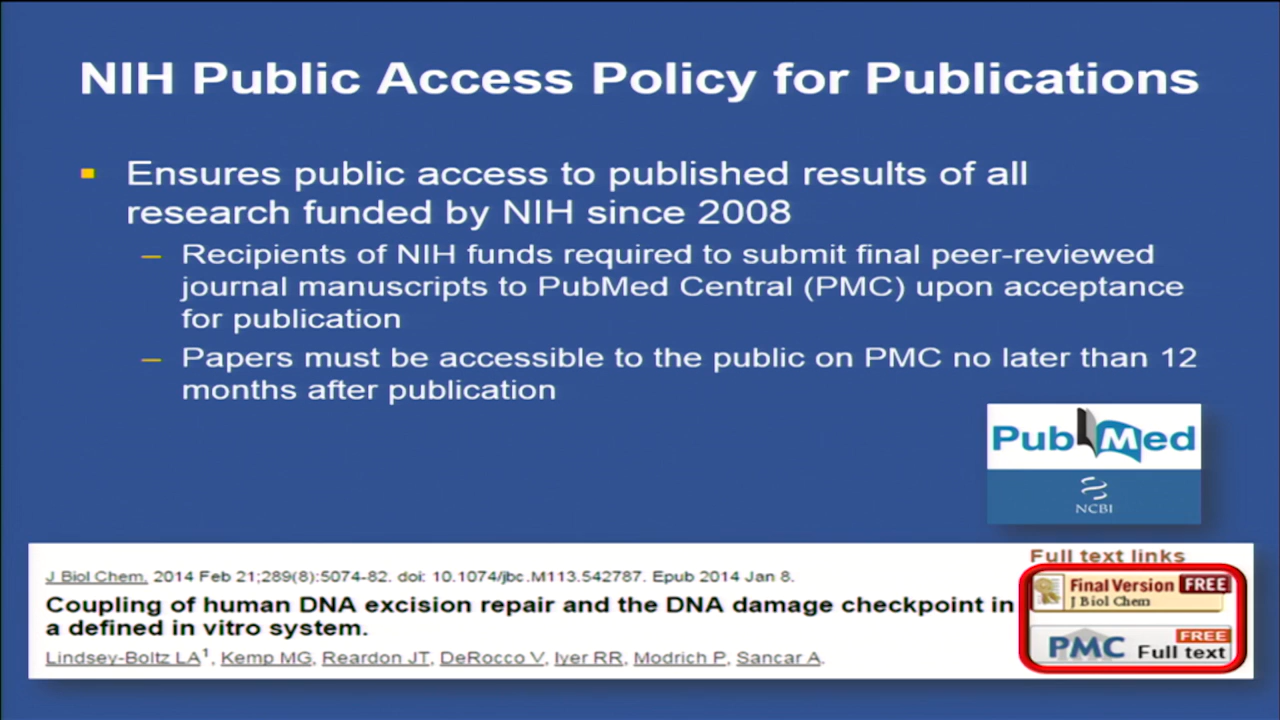 NIH Public Access Policy for Publications
Ensures public access to published results of all
research funded by NIH since 2008
– Recipients of NIH funds required to submit final peer-reviewed
journal manuscripts to PubMed Central (PMC) upon acceptance
for publication
– Papers must be accessible to the public on PMC no later than 12
months after publication
PubMed
NCBI
J Biol Chem. 2014 Feb 21;289(8):5074-82. doi: 10.1074/jbc.M113.542787. Epub 2014 Jan 8.
Coupling of human DNA excision repair and the DNA damage checkpoint in
a defined in vitro system.
Lindsey-Boltz LA1, Kemp MG, Reardon JT, DeRocco V, Iyer RR, Modrich P, Sancar A.
Full text links
Final Version FREE
J Biol Chem
FREE
PMC Full text